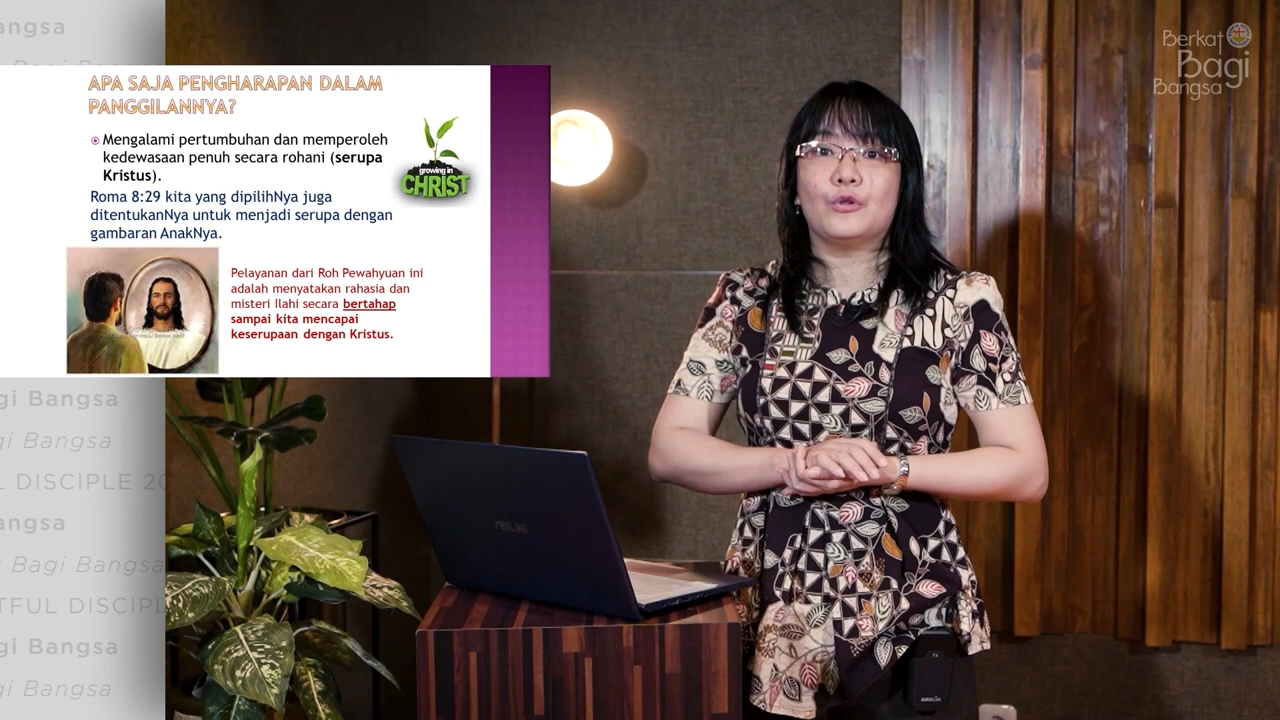 angsa
APA SAJA PENGHARAPAN DALAM
PANGGILANNYA?
Mengalami pertumbuhan dan memperoleh
kedewasaan penuh secara rohani (serupa
Kristus).
growing in
CHRIST
Roma 8:29 kita yang dipilihNya juga
ditentukanNya untuk menjadi serupa dengan
gambaran AnakNya.
Pelayanan dari Roh Pewahyuan ini
adalah menyatakan rahasia dan
misteri Ilahi secara bertahap
sampai kita mencapai
keserupaan dengan Kristus.
Berkat
Bagi
Bangsa
gi Bangsa
gi Bangsa
L DISCIPLE 20
angsa
Bagi Bangsa
TFUL DISCIPL
gi Bangsa
gi Bangsa
ASUS